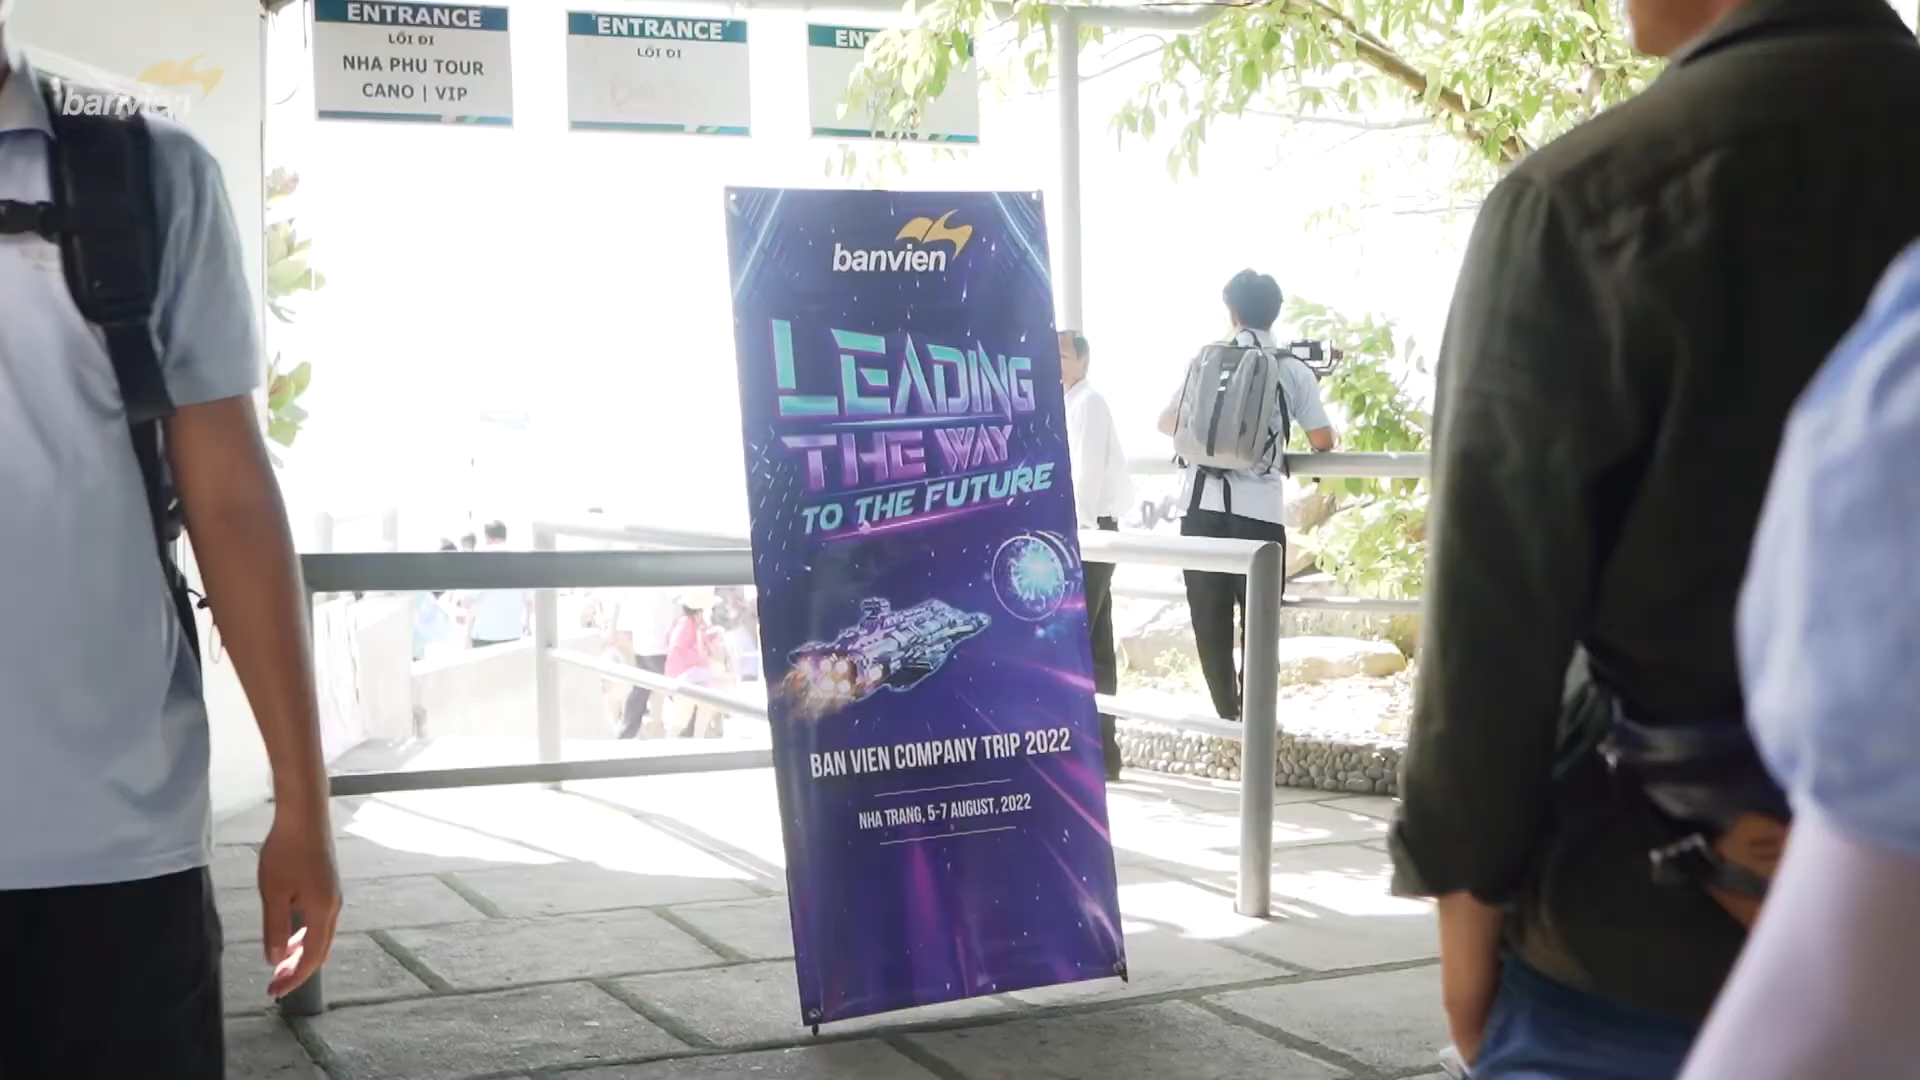 ENTRANCE
LỐI ĐI
NHA PHU TOUR
CANO | VIP
ENTRANCE
LỐI ĐI
banvien
banvien
LEADING
THE WAY
TO THE FUTURE
BAN VIEN COMPANY TRIP 2022
NHA TRANG, 5-7 AUGUST, 2022